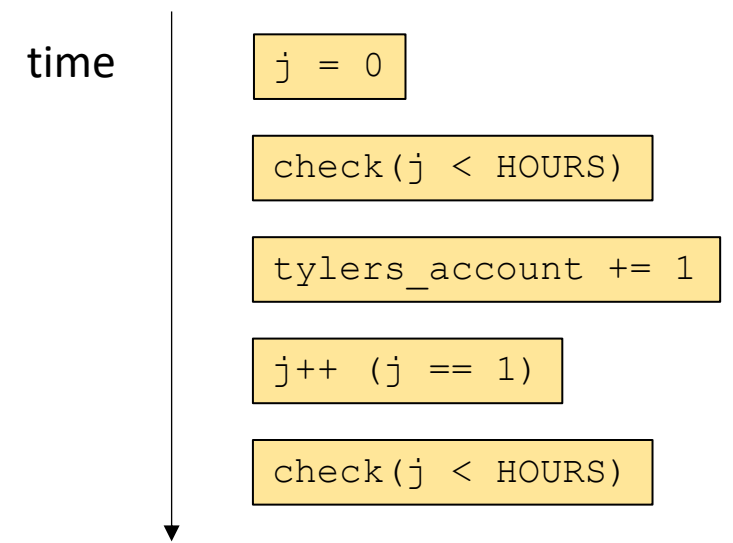 time
j = 0
check(j < HOURS)
tylers_account += 1
j++ (j == 1)
check(j < HOURS)